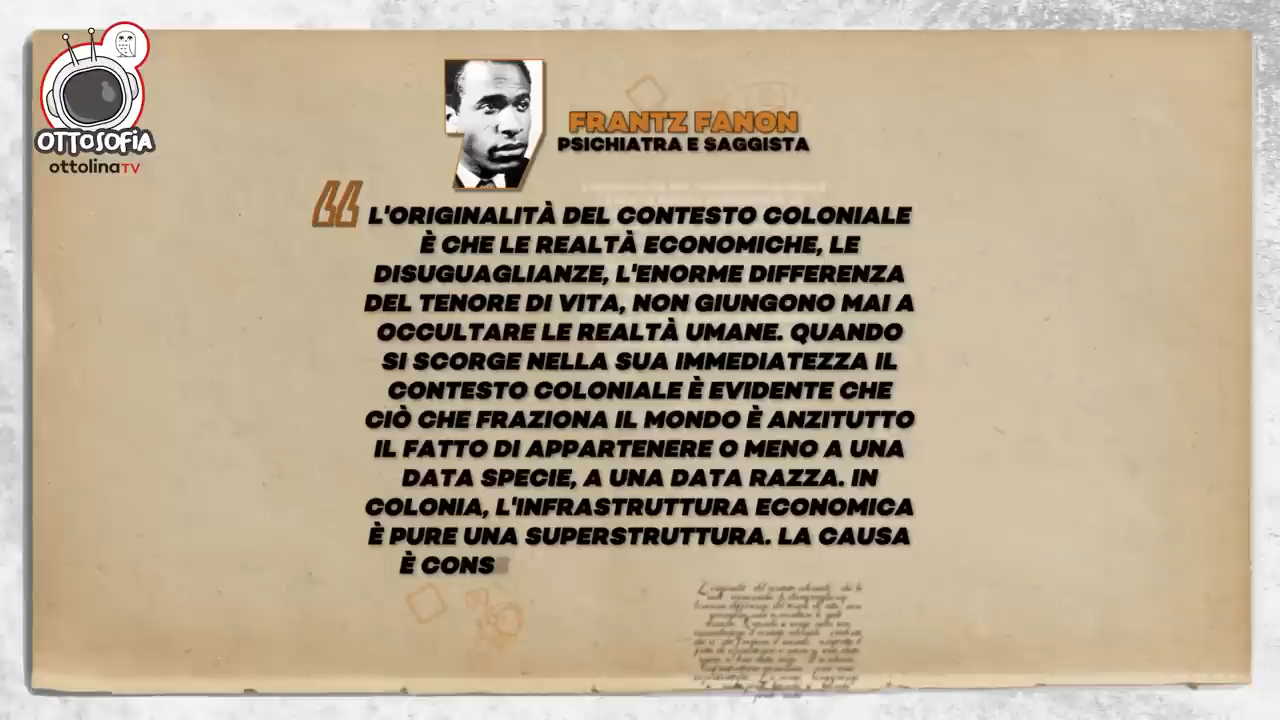 OTTOSOFIA
ottolinaTV
FRANTZ FANON
PSICHIATRA E SAGGISTA
L'ORIGINALITÀ DEL CONTESTO COLONIALE
È CHE LE REALTÀ ECONOMICHE, LE
DISUGUAGLIANZE, L'ENORME DIFFERENZA
DEL TENORE DI VITA, NON GIUNGONO MAI A
OCCULTARE LE REALTÀ UMANE. QUANDO
SI SCORGE NELLA SUA IMMEDIATEZZA IL
CONTESTO COLONIALE È EVIDENTE CHE
CIÒ CHE FRAZIONA IL MONDO È ANZITUTTO
IL FATTO DI APPARTENERE O MENO A UNA
DATA SPECIE, A UNA DATA RAZZA. IN
COLONIA, L'INFRASTRUTTURA ECONOMICA
È PURE UNA SUPERSTRUTTURA. LA CAUSA
È CONS